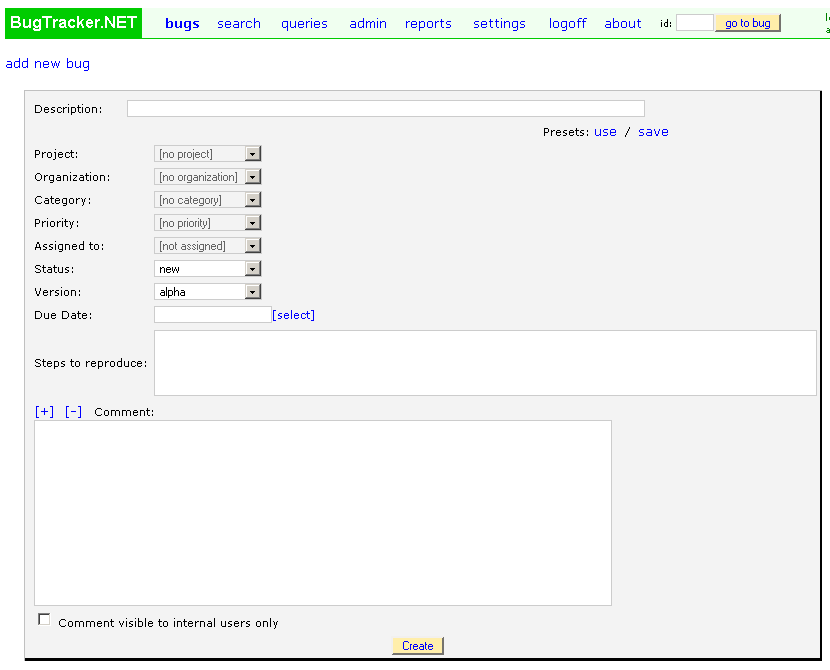 BugTracker.NET bugs search queries admin reports settings logoff about id: go to bug
add new bug
Description:
Presets: use / save
Project: [no project]
Organization: [no organization]
Category: [no category]
Priority: [no priority]
Assigned to: [not assigned]
Status: new
Version: alpha
Due Date: [select]
Steps to reproduce:
[+] [-] Comment:
Comment visible to internal users only
Create